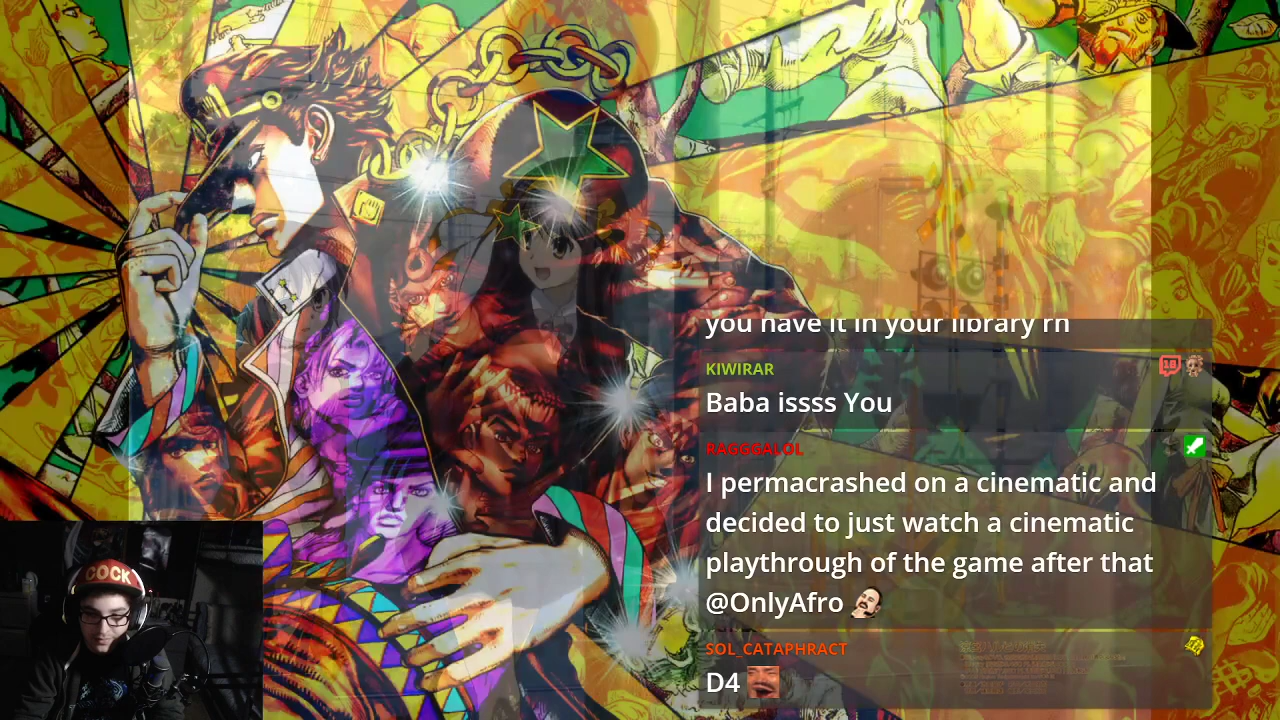 you have it in your library rn
KIWIRAR
Baba issss You
RAGGGALOL
I permacrashed on a cinematic and
decided to just watch a cinematic
playthrough of the game after that
@OnlyAfro
SOL_CATAPHRACT
D4
COCK